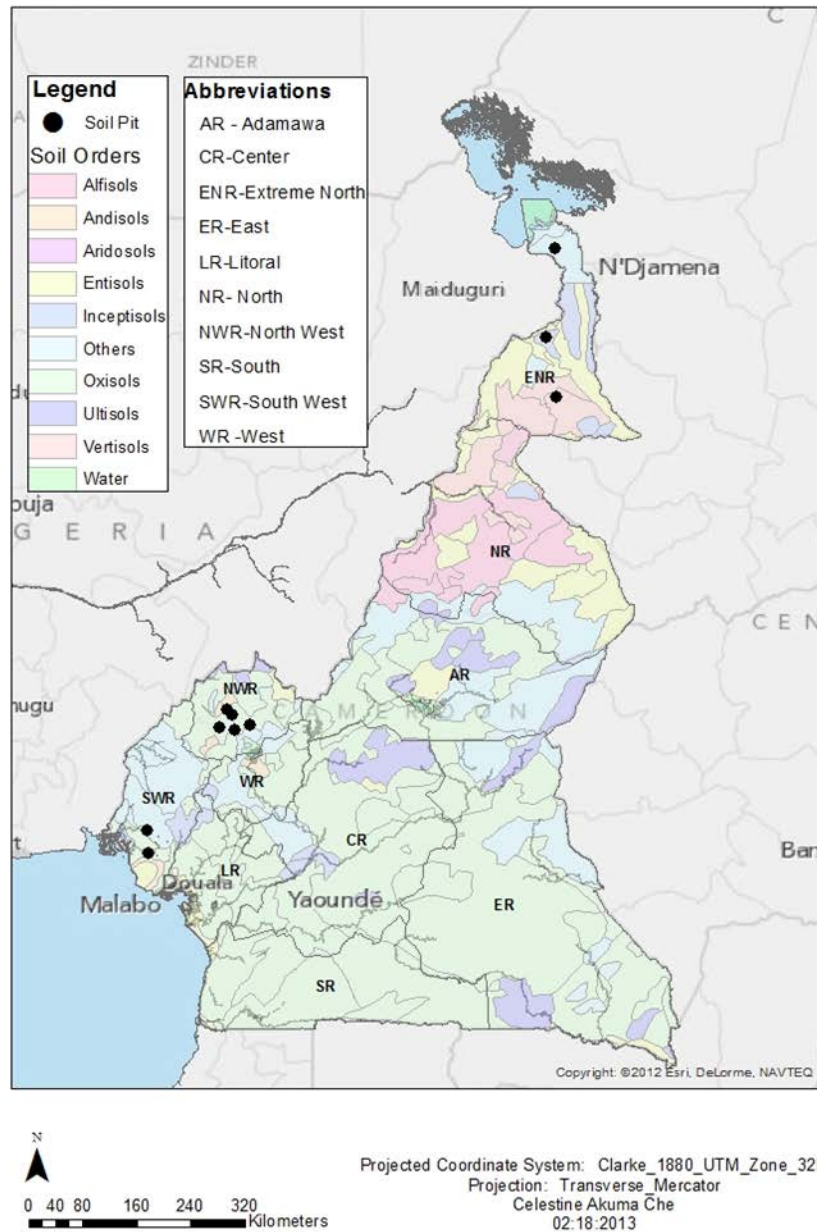 C
ZINDER
Legend
Soil Pit
Soil Orders
Alfisols
Andisols
Aridosols
Entisols
Inceptisols
Others
Oxisols
Ultisols
Vertisols
Water
Abbreviations
AR - Adamawa
CR-Center
ENR-Extreme North
ER-East
LR-Litoral
NR- North
NWR-North West
SR-South
SWR-South West
WR -West
N'Djamena
Maiduguri
ENR
ouja
G E R I A
NR
C E N
AR
NWR
C A M E R O O N
nugu
WR
SWR
CR
LR
Douala
Malabo
Yaoundé
ER
Ban
SR
Copyright: ©2012 Esri, DeLorme, NAVTEQ
N
0 40 80 160 240 320
Kilometers
Projected Coordinate System: Clarke_1880_UTM_Zone_32
Projection: Transverse_Mercator
Celestine Akuma Che
02:18:2013